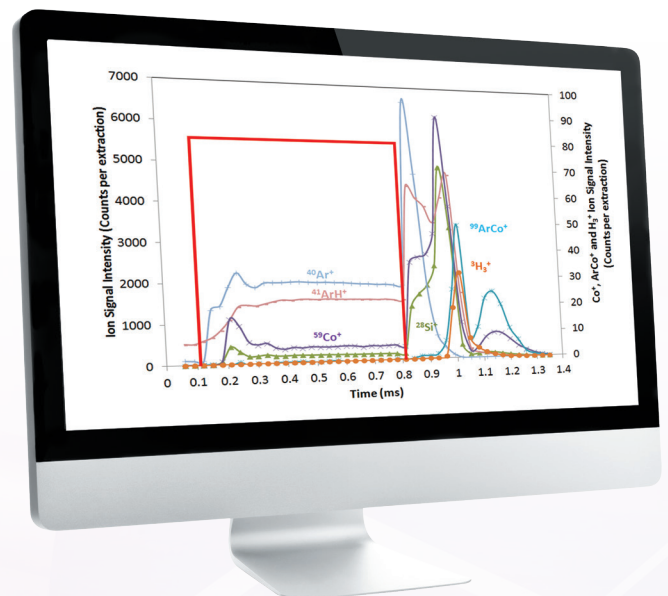 7000
6000
5000
4000
3000
2000
1000
0
Ion Signal Intensity (Counts per extraction)
100
90
80
70
60
50
40
30
20
10
0
Co⁺, ArCo⁺ and H₃⁺ Ion Signal Intensity
(Counts per extraction)
⁴⁰Ar⁺
⁴¹ArH⁺
⁵⁹Co⁺
²⁸Si⁺
⁹⁹ArCo⁺
³H₃⁺
0 0.1 0.2 0.3 0.4 0.5 0.6 0.7 0.8 0.9 1 1.1 1.2 1.3 1.4
Time (ms)